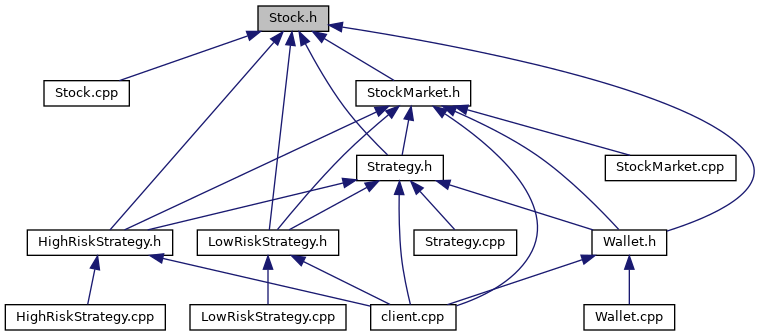 Stock.h
Stock.cpp
StockMarket.h
Strategy.h
StockMarket.cpp
HighRiskStrategy.h
LowRiskStrategy.h
Strategy.cpp
Wallet.h
HighRiskStrategy.cpp
LowRiskStrategy.cpp
client.cpp
Wallet.cpp